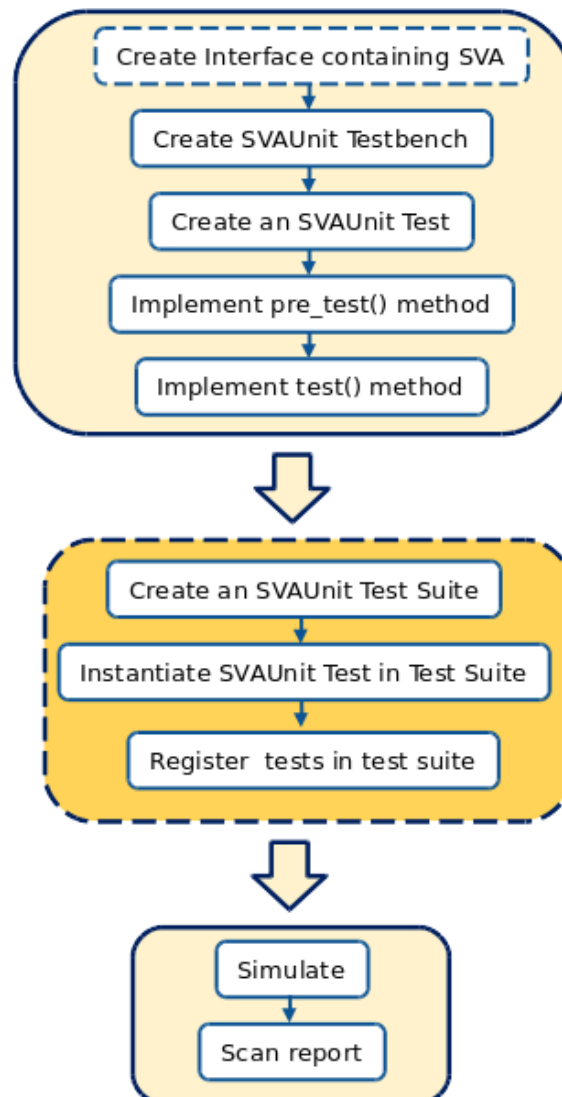 Create Interface containing SVA
Create SVAUnit Testbench
Create an SVAUnit Test
Implement pre_test() method
Implement test() method
Create an SVAUnit Test Suite
Instantiate SVAUnit Test in Test Suite
Register tests in test suite
Simulate
Scan report